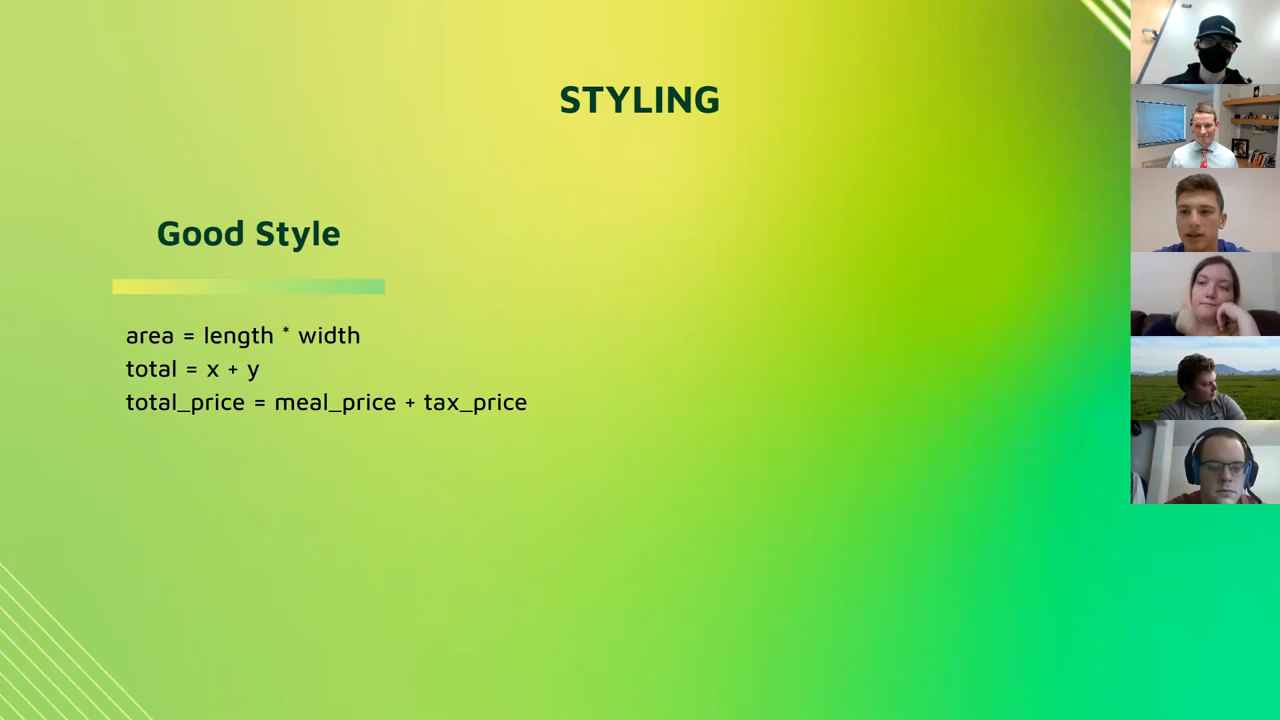 STYLING
Good Style
area = length * width
total = x + y
total_price = meal_price + tax_price